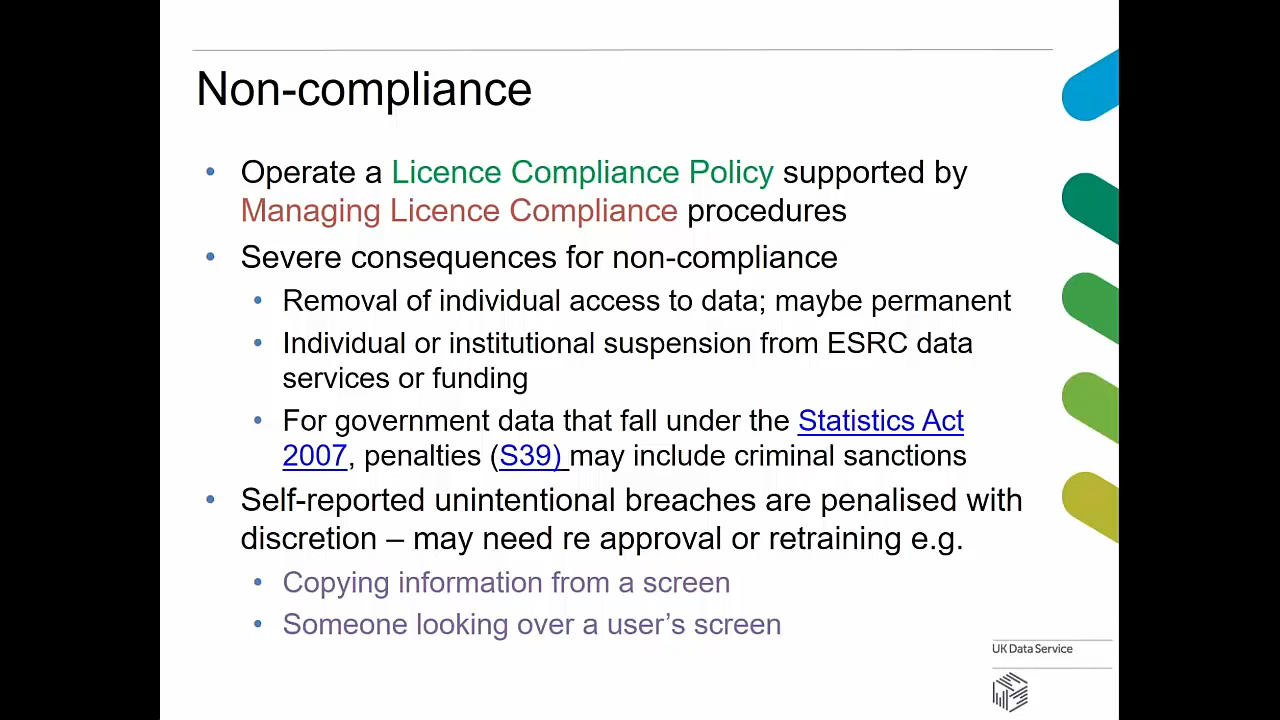 Non-compliance
• Operate a Licence Compliance Policy supported by
Managing Licence Compliance procedures
• Severe consequences for non-compliance
• Removal of individual access to data; maybe permanent
• Individual or institutional suspension from ESRC data
services or funding
• For government data that fall under the Statistics Act
2007, penalties (S39) may include criminal sanctions
• Self-reported unintentional breaches are penalised with
discretion – may need re approval or retraining e.g.
• Copying information from a screen
• Someone looking over a user’s screen
UK Data Service